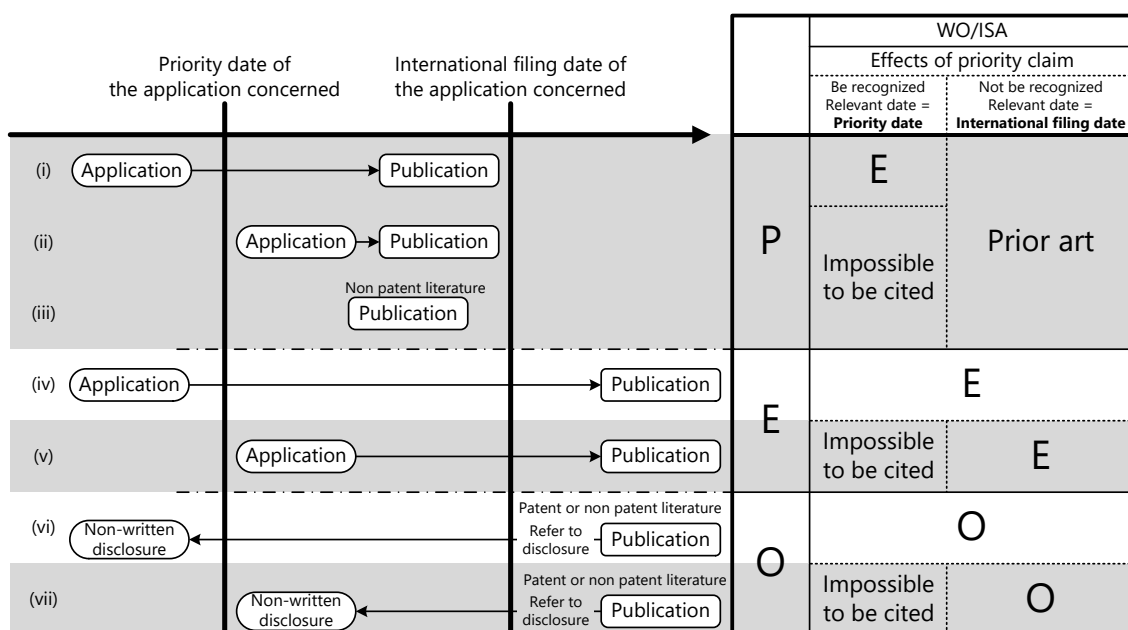 WO/ISA
Effects of priority claim
Priority date of
the application concerned
International filing date of
the application concerned
Be recognized
Relevant date =
Priority date
Not be recognized
Relevant date =
International filing date
(i)
Application
Publication
E
(ii)
Application
Publication
P
Impossible
to be cited
Prior art
(iii)
Non patent literature
Publication
(iv)
Application
Publication
E
E
(v)
Application
Publication
Impossible
to be cited
E
(vi)
Non-written
disclosure
Patent or non patent literature
Refer to
disclosure
Publication
O
O
(vii)
Non-written
disclosure
Patent or non patent literature
Refer to
disclosure
Publication
Impossible
to be cited
O